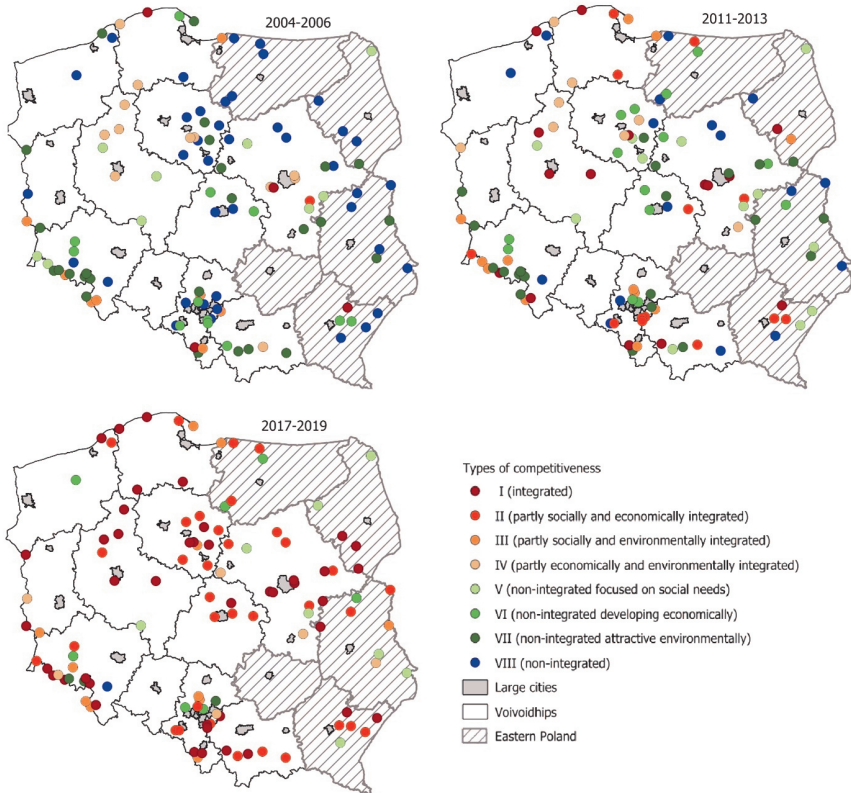 2004-2006
2011-2013
2017-2019
Types of competitiveness
I (integrated)
II (partly socially and economically integrated)
III (partly socially and environmentally integrated)
IV (partly economically and environmentally integrated)
V (non-integrated focused on social needs)
VI (non-integrated developing economically)
VII (non-integrated attractive environmentally)
VIII (non-integrated)
Large cities
Voivodhips
Eastern Poland